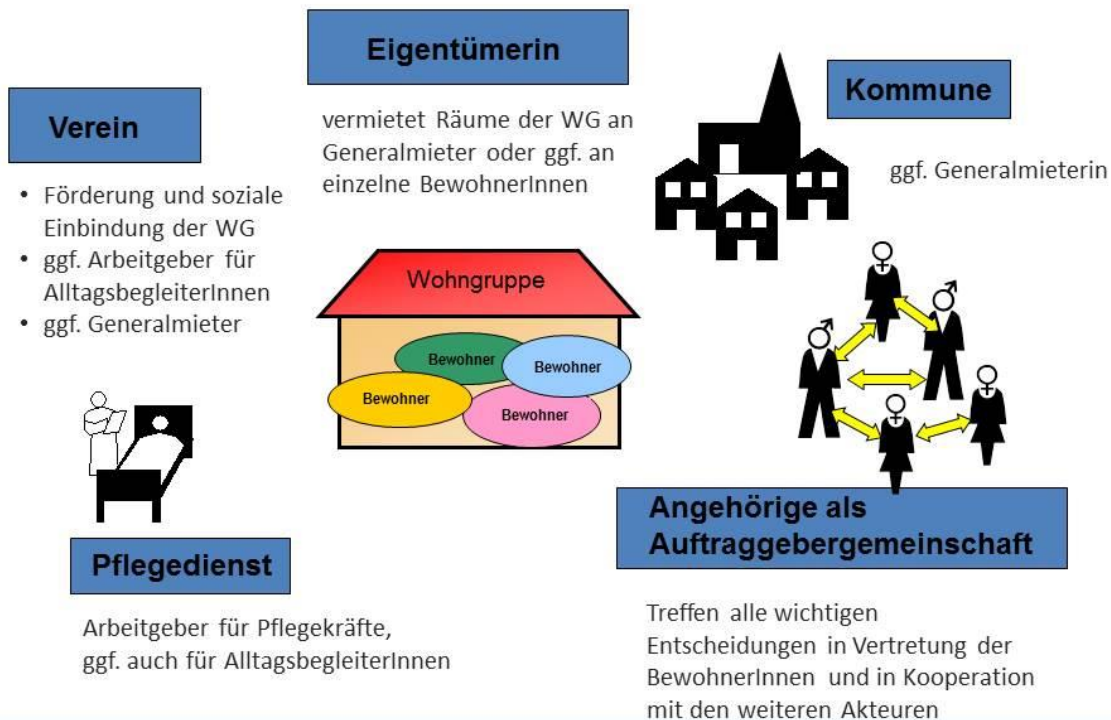 Eigentümerin
vermietet Räume der WG an
Generalmieter oder ggf. an
einzelne BewohnerInnen
Kommune
ggf. Generalmieterin
Verein
• Förderung und soziale
Einbindung der WG
• ggf. Arbeitgeber für
AlltagsbegleiterInnen
• ggf. Generalmieter
Wohngruppe
Bewohner
Bewohner
Bewohner
Bewohner
Pflegedienst
Arbeitgeber für Pflegekräfte,
ggf. auch für AlltagsbegleiterInnen
Angehörige als
Auftraggebergemeinschaft
Treffen alle wichtigen
Entscheidungen in Vertretung der
BewohnerInnen und in Kooperation
mit den weiteren Akteuren